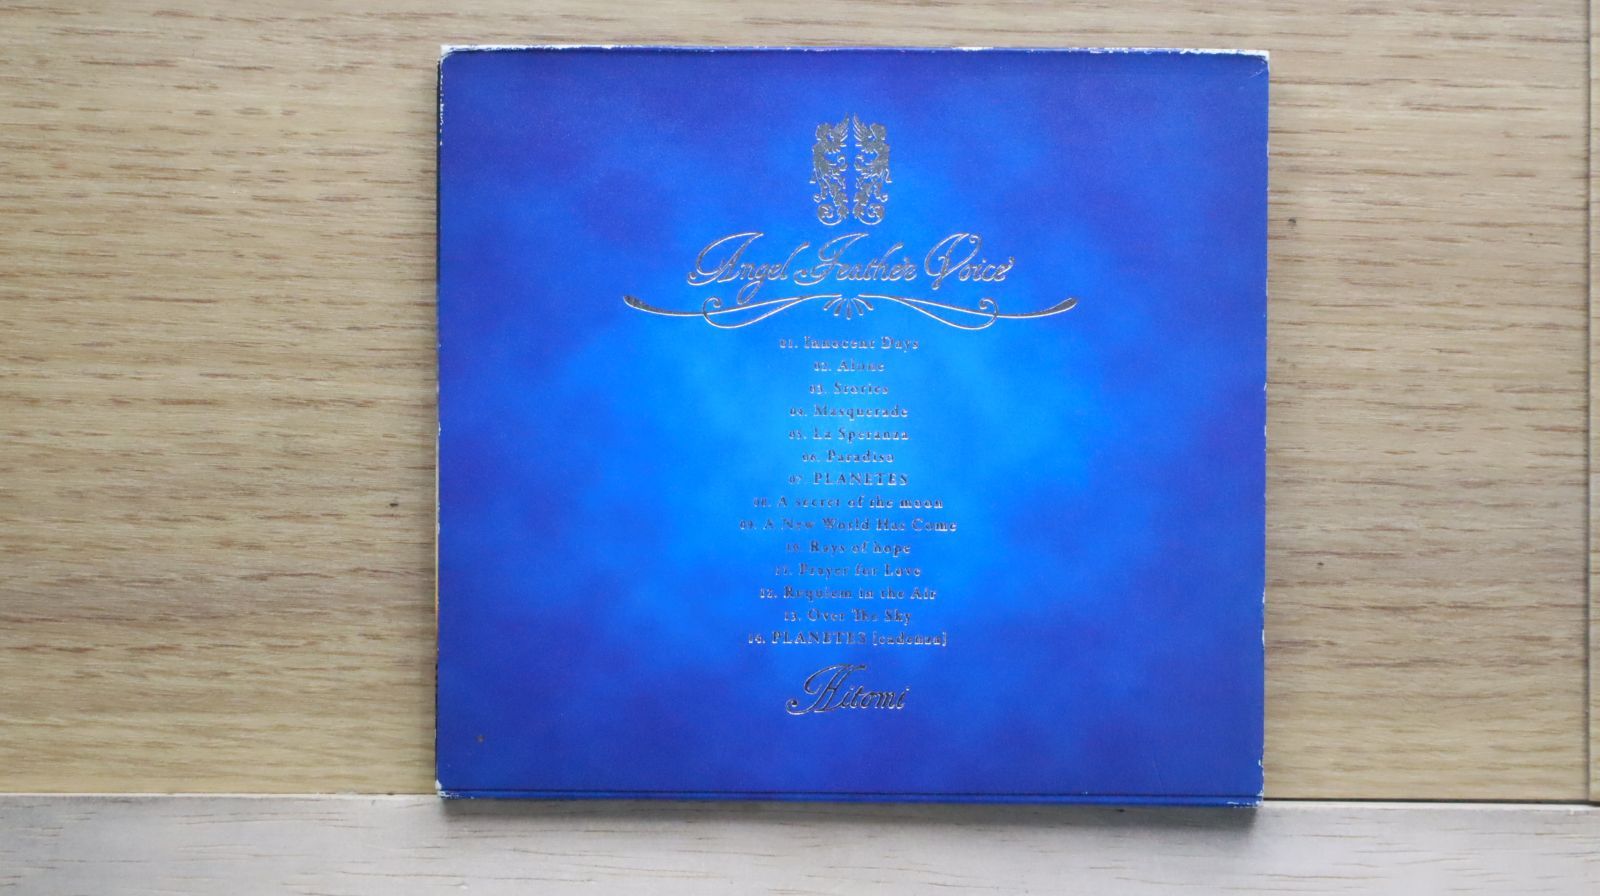 Angel Feather Voice
01. Innocent Days
02. Alone
03. Stories
04. Masquerade
05. La Speranza
06. Paradiso
07. PLANETES
08. A secret of the moon
09. A New World Has Come
10. Rays of hope
11. Prayer for Love
12. Requiem in the Air
13. Over The Sky
14. PLANETES [cadenza]
Hitomi